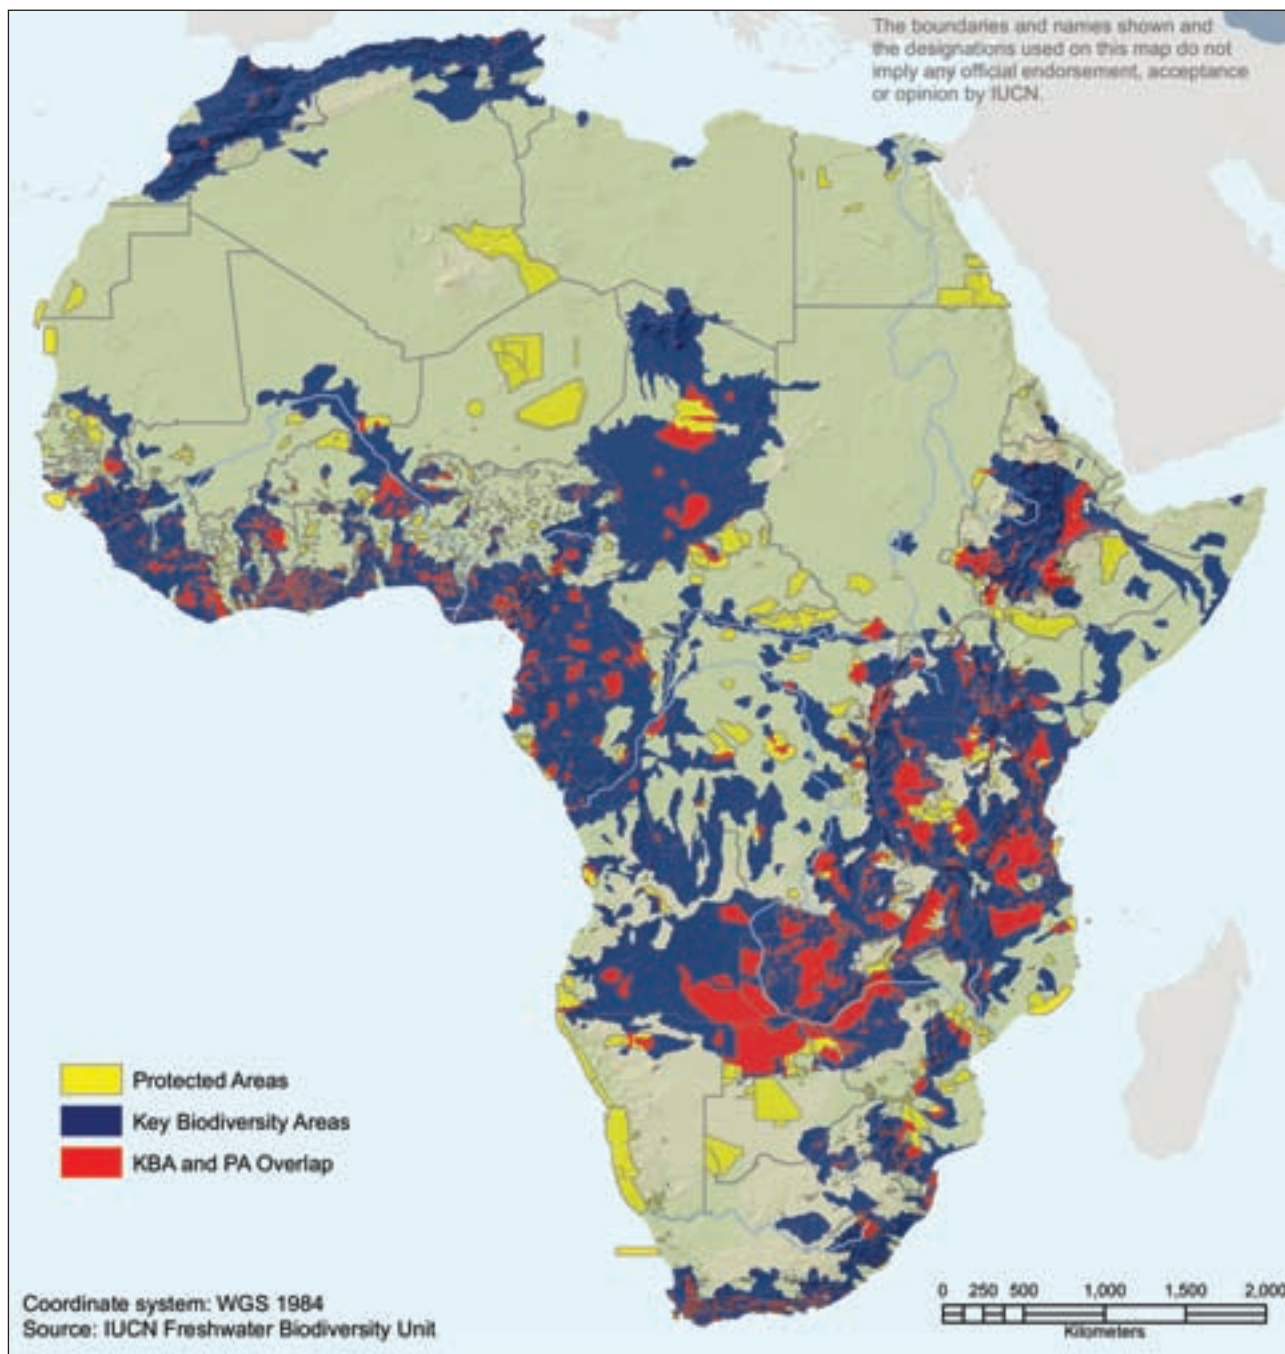 The boundaries and names shown and
the designations used on this map do not
imply any official endorsement, acceptance
or opinion by IUCN.
Protected Areas
Key Biodiversity Areas
KBA and PA Overlap
Coordinate system: WGS 1984
Source: IUCN Freshwater Biodiversity Unit
0 250 500 1,000 1,500 2,000
Kilometers